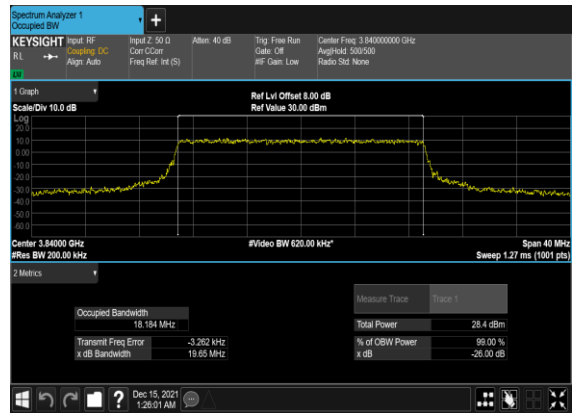 Spectrum Analyzer 1
Occupied BW
+
KEYSIGHT Input: RF Input Z: 50 Ω Atten: 40 dB Trig: Free Run Center Freq: 3.840000000 GHz
R L Coupling: DC Corr CCorr Gate: Off Avg|Hold: 500/500
Align: Auto Freq Ref: Int (S) #IF Gain: Low Radio Std: None
LW
1 Graph Ref Lvl Offset 8.00 dB
Scale/Div 10.0 dB Ref Value 30.00 dBm
Log
20.0
10.0
0.00
-10.0
-20.0
-30.0
-40.0
-50.0
-60.0
Center 3.84000 GHz #Video BW 620.00 kHz* Span 40 MHz
#Res BW 200.00 kHz Sweep 1.27 ms (1001 pts)
2 Metrics
Measure Trace Trace 1
Occupied Bandwidth
18.184 MHz Total Power 28.4 dBm
Transmit Freq Error -3.262 kHz % of OBW Power 99.00 %
x dB Bandwidth 19.65 MHz x dB -26.00 dB
? Dec 15, 2021
1:26:01 AM